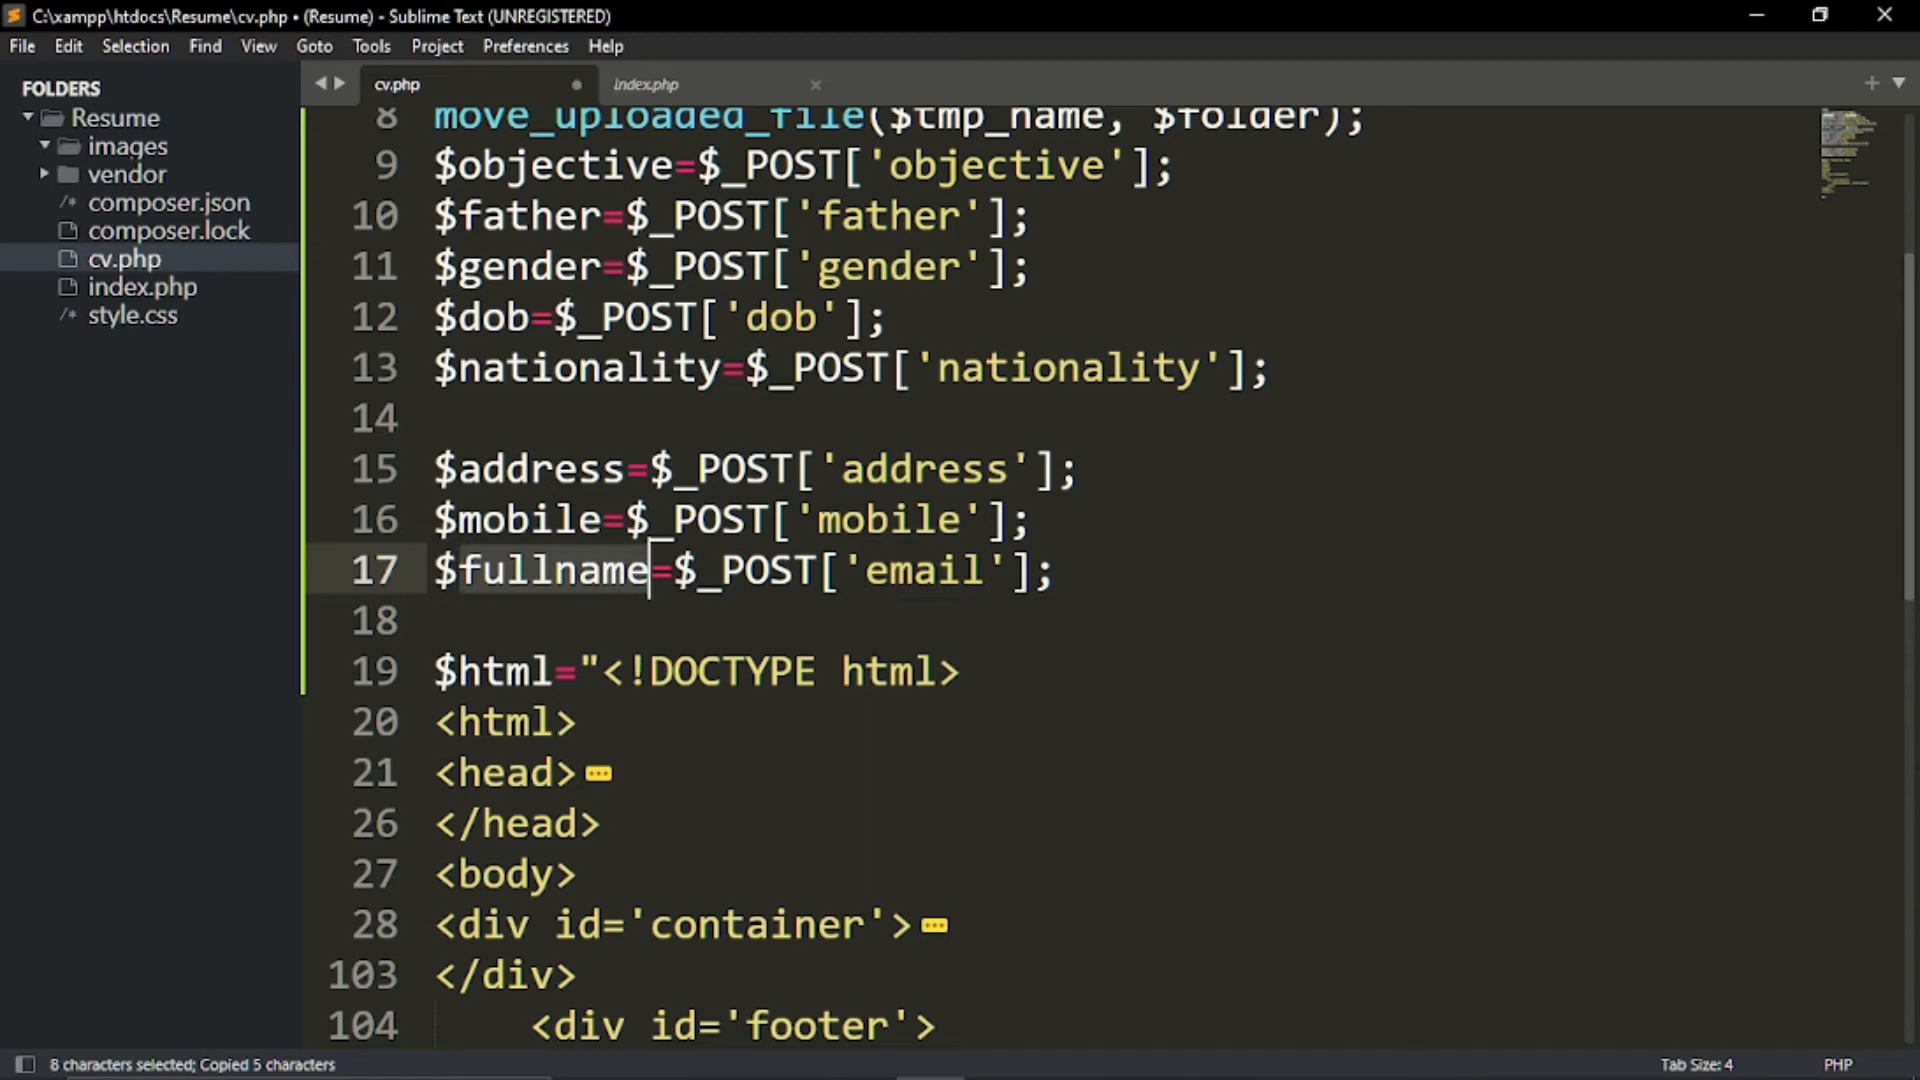 C:\xampp\htdocs\Resume\cv.php • (Resume) - Sublime Text (UNREGISTERED)
File Edit Selection Find View Goto Tools Project Preferences Help
FOLDERS
Resume
images
vendor
/* composer.json
composer.lock
cv.php
index.php
/* style.css
cv.php index.php
8 move_uploaded_file($tmp_name, $folder);
9 $objective=$_POST['objective'];
10 $father=$_POST['father'];
11 $gender=$_POST['gender'];
12 $dob=$_POST['dob'];
13 $nationality=$_POST['nationality'];
14
15 $address=$_POST['address'];
16 $mobile=$_POST['mobile'];
17 $fullname=$_POST['email'];
18
19 $html="<!DOCTYPE html>
20 <html>
21 <head>
26 </head>
27 <body>
28 <div id='container'>
103 </div>
104 <div id='footer'>
8 characters selected; Copied 5 characters
Tab Size: 4 PHP